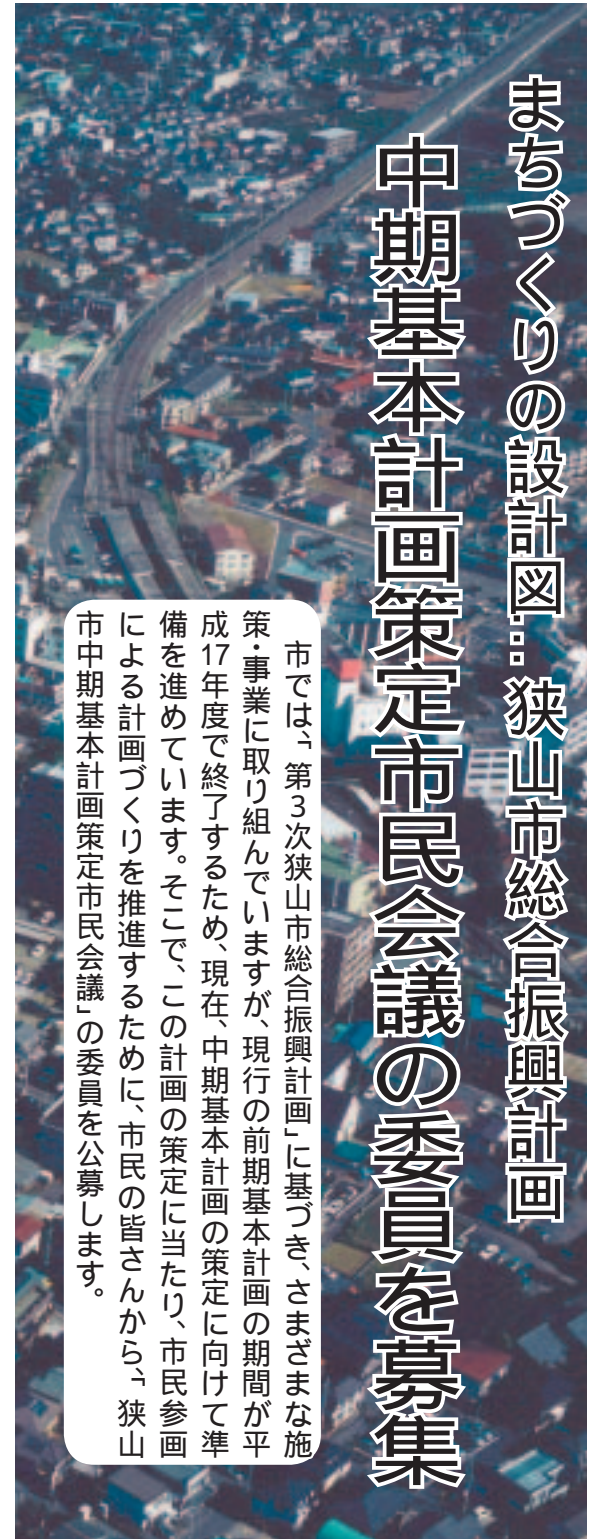 まちづくりの設計図…狭山市総合振興計画
中期基本計画策定市民会議の委員を募集
市では、「第3次狭山市総合振興計画」に基づき、さまざまな施
策・事業に取り組んでいますが、現行の前期基本計画の期間が平
成17年度で終了するため、現在、中期基本計画の策定に向けて準
備を進めています。そこで、この計画の策定に当たり、市民参画
による計画づくりを推進するために、市民の皆さんから、「狭山
市中期基本計画策定市民会議」の委員を公募します。